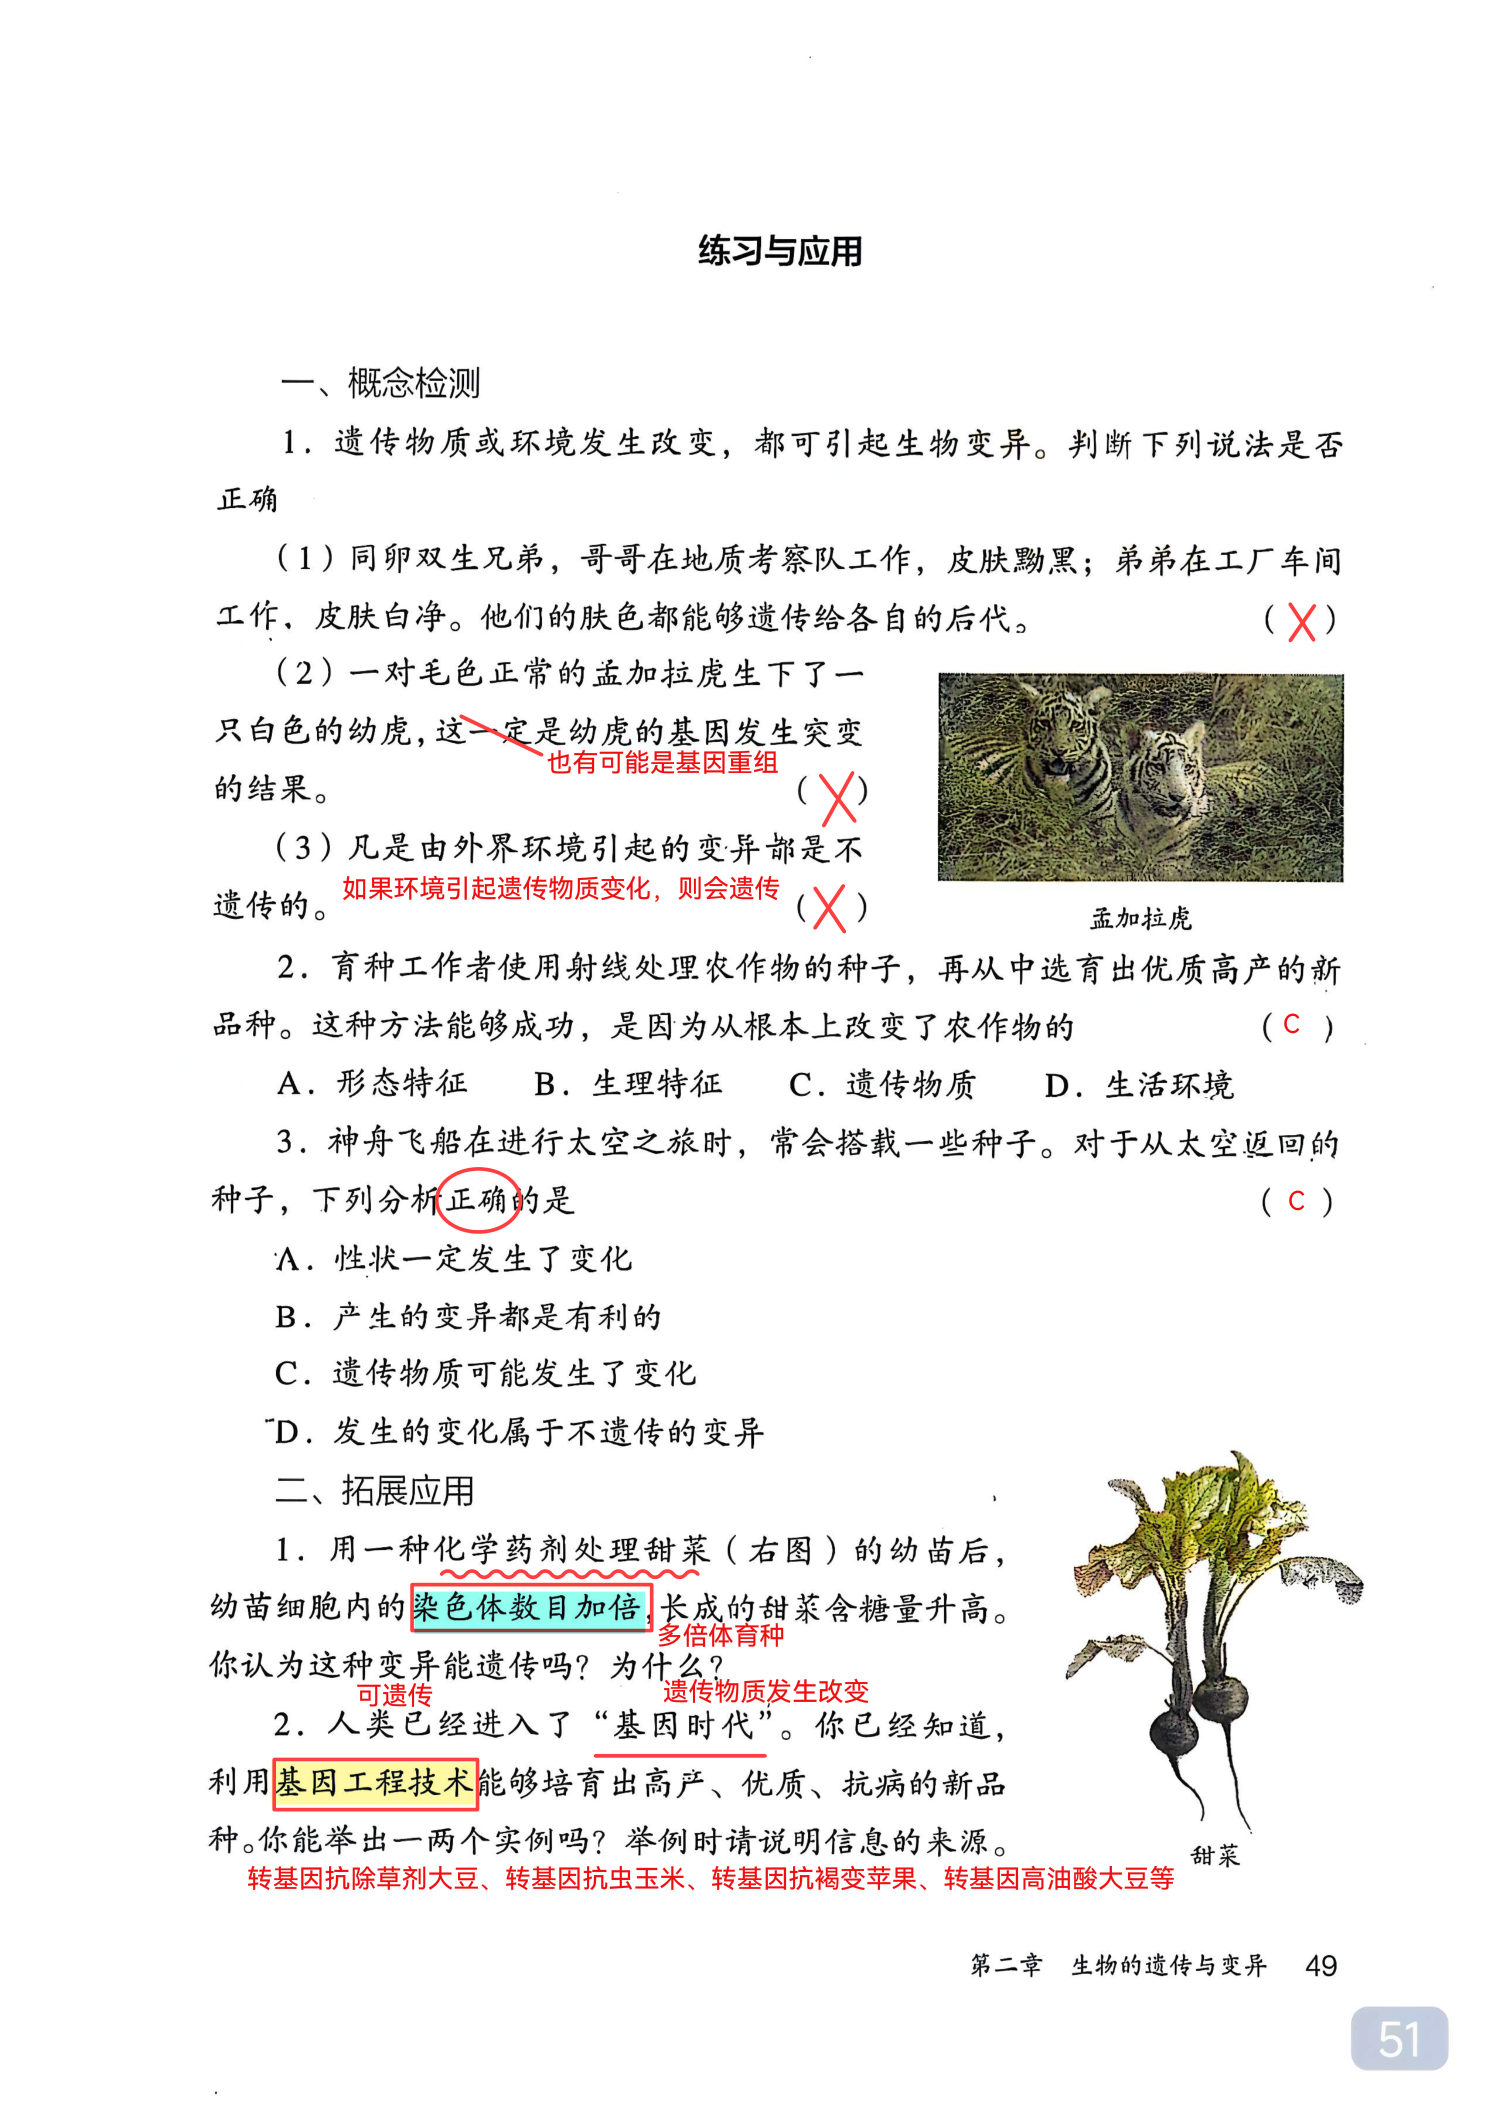 练习与应用
一、概念检测
1. 遗传物质或环境发生改变，都可引起生物变异。判断下列说法是否
正确
（1）同卵双生兄弟，哥哥在地质考察队工作，皮肤黝黑；弟弟在工厂车间
工作，皮肤白净。他们的肤色都能够遗传给各自的后代。（ X ）
（2）一对毛色正常的孟加拉虎生下了一
只白色的幼虎，这一定是幼虎的基因发生突变
也有可能是基因重组
的结果。（ X ）
（3）凡是由外界环境引起的变异都是不
如果环境引起遗传物质变化，则会遗传
遗传的。（ X ）
孟加拉虎
2. 育种工作者使用射线处理农作物的种子，再从中选育出优质高产的新
品种。这种方法能够成功，是因为从根本上改变了农作物的（ C ）
A. 形态特征 B. 生理特征 C. 遗传物质 D. 生活环境
3. 神舟飞船在进行太空之旅时，常会搭载一些种子。对于从太空返回的
种子，下列分析正确的是（ C ）
A. 性状一定发生了变化
B. 产生的变异都是有利的
C. 遗传物质可能发生了变化
D. 发生的变化属于不遗传的变异
二、拓展应用
1. 用一种化学药剂处理甜菜（右图）的幼苗后，
幼苗细胞内的染色体数目加倍，长成的甜菜含糖量升高。
多倍体育种
你认为这种变异能遗传吗？为什么？
可遗传 遗传物质发生改变
2. 人类已经进入了“基因时代”。你已经知道，
利用基因工程技术能够培育出高产、优质、抗病的新品
种。你能举出一两个实例吗？举例时请说明信息的来源。
甜菜
转基因抗除草剂大豆、转基因抗虫玉米、转基因抗褐变苹果、转基因高油酸大豆等
第二章 生物的遗传与变异 49
51